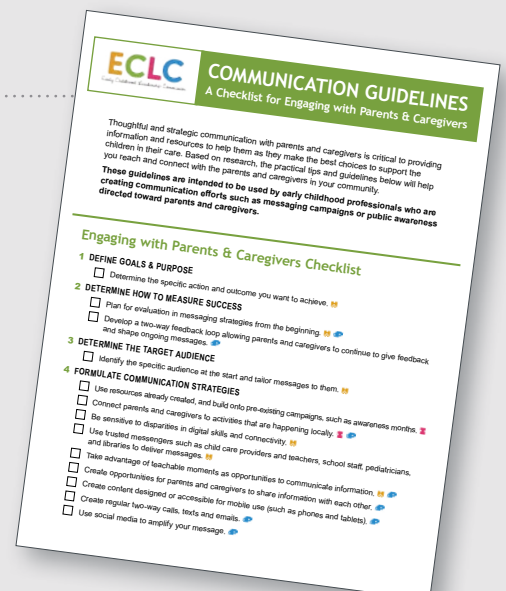 ECLC
COMMUNICATION GUIDELINES
A Checklist for Engaging with Parents & Caregivers
Thoughtful and strategic communication with parents and caregivers is critical to providing
information and resources to help them as they make the best choices to support the
children in their care. Based on research, the practical tips and guidelines below will help
you reach and connect with the parents and caregivers in your community.
These guidelines are intended to be used by early childhood professionals who are
creating communication efforts such as messaging campaigns or public awareness
directed toward parents and caregivers.
Engaging with Parents & Caregivers Checklist
1 DEFINE GOALS & PURPOSE
Determine the specific action and outcome you want to achieve.
2 DETERMINE HOW TO MEASURE SUCCESS
Plan for evaluation in messaging strategies from the beginning.
Develop a two-way feedback loop allowing parents and caregivers to continue to give feedback
and shape ongoing messages.
3 DETERMINE THE TARGET AUDIENCE
Identify the specific audience at the start and tailor messages to them.
4 FORMULATE COMMUNICATION STRATEGIES
Use resources already created, and build onto pre-existing campaigns, such as awareness months.
Connect parents and caregivers to activities that are happening locally.
Be sensitive to disparities in digital skills and connectivity.
Use trusted messengers such as child care providers and teachers, school staff, pediatricians,
and libraries to deliver messages.
Take advantage of teachable moments as opportunities to communicate information.
Create opportunities for parents and caregivers to share information with each other.
Create content designed or accessible for mobile use (such as phones and tablets).
Create regular two-way calls, texts and emails.
Use social media to amplify your message.